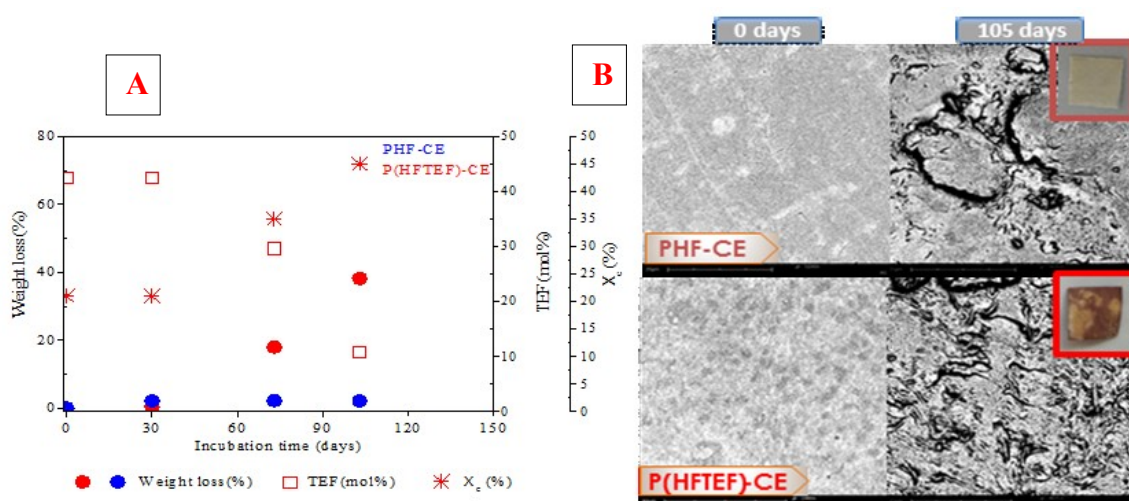 A
80
60
40
20
0
Weight loss(%)
0 30 60 90 120 150
Incubation time (days)
50
45
40
35
30
25
20
15
10
5
0
TEF (mol%)
50
45
40
35
30
25
20
15
10
5
0
Xc (%)
PHF-CE
P(HFTEF)-CE
Weight loss(%) TEF(mol%) Xc (%)
B
0 days 105 days
PHF-CE
P(HFTEF)-CE